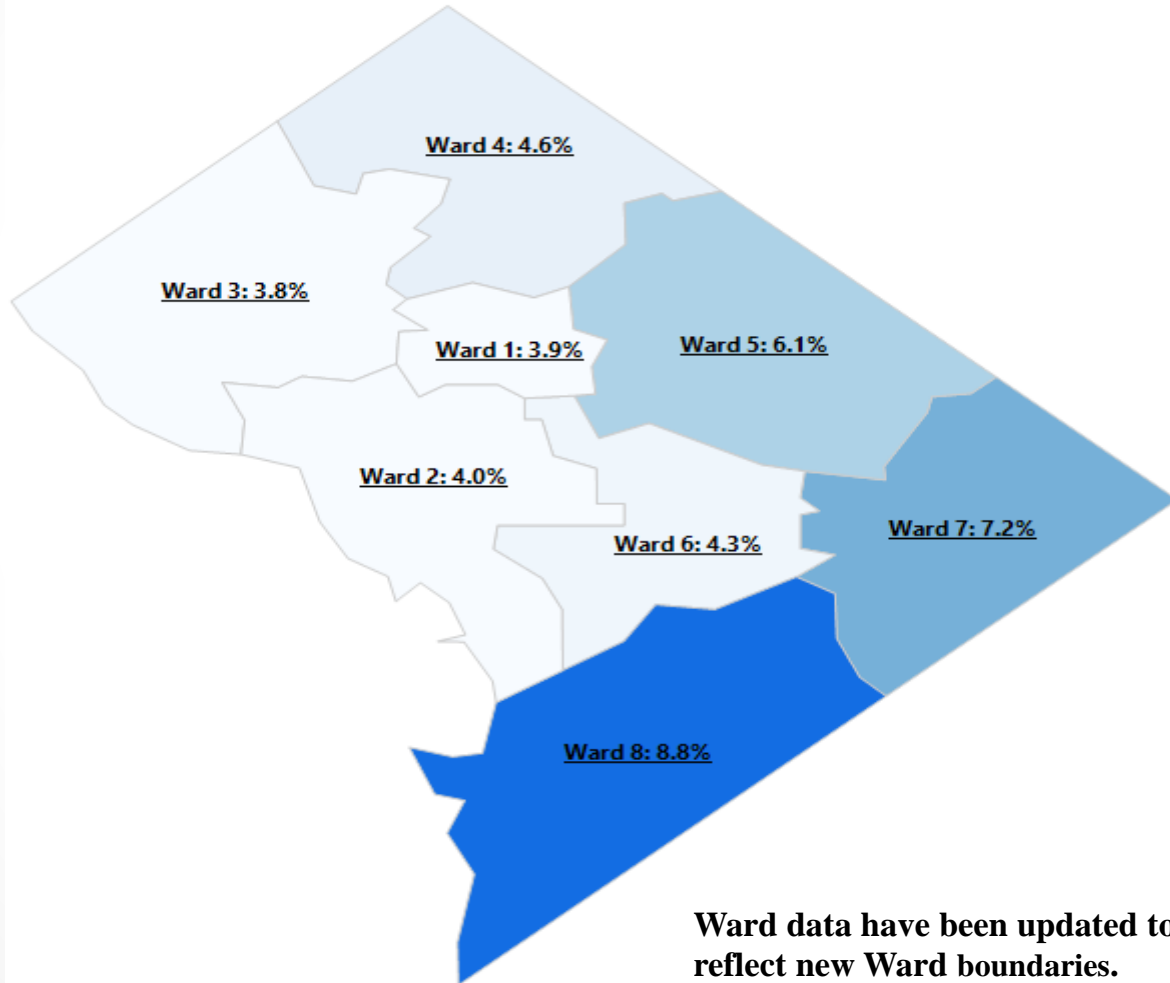 Ward 4: 4.6%
Ward 3: 3.8%
Ward 1: 3.9%
Ward 5: 6.1%
Ward 2: 4.0%
Ward 6: 4.3%
Ward 7: 7.2%
Ward 8: 8.8%
Ward data have been updated to
reflect new Ward boundaries.